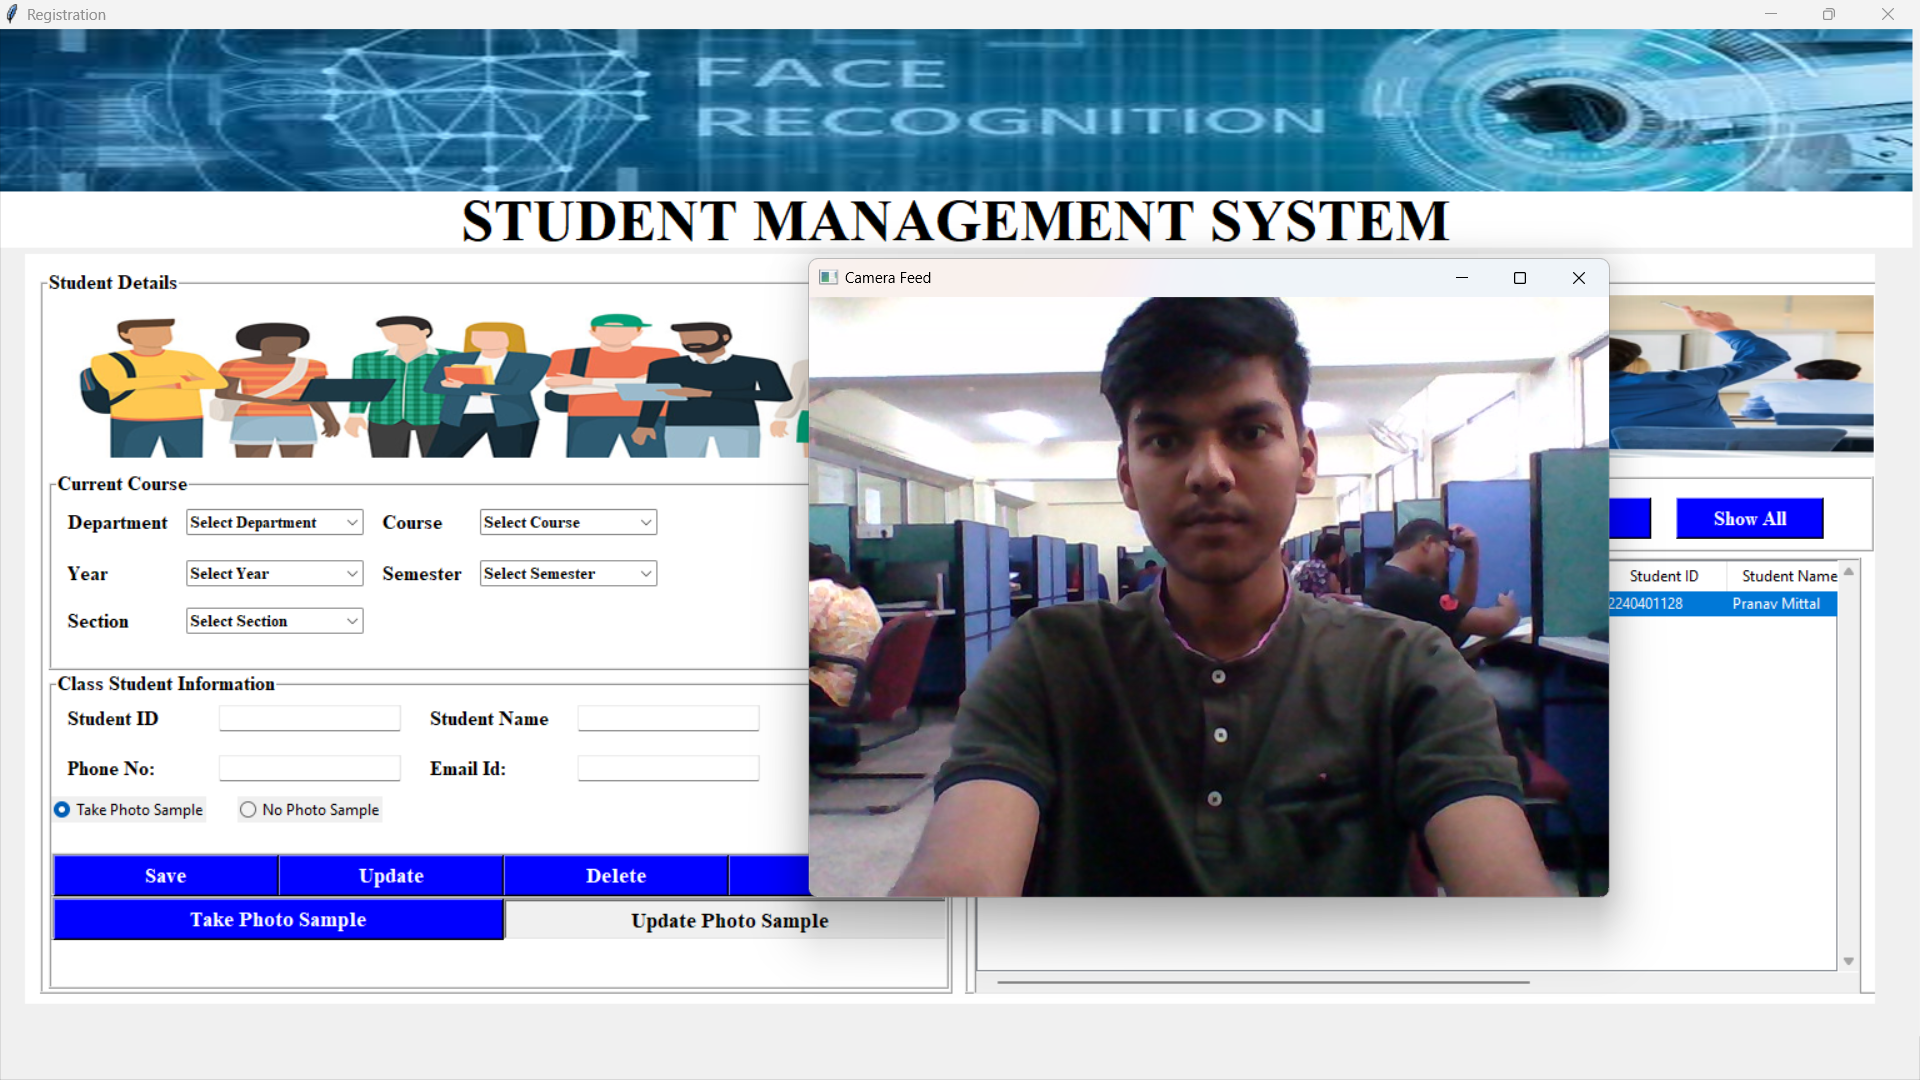 Registration
FACE
RECOGNITION
STUDENT MANAGEMENT SYSTEM
Student Details
Camera Feed
Current Course
Department Select Department Course Select Course
Year Select Year Semester Select Semester
Section Select Section
Show All
Student ID Student Name
2240401128 Pranav Mittal
Class Student Information
Student ID Student Name
Phone No: Email Id:
Take Photo Sample No Photo Sample
Save Update Delete
Take Photo Sample Update Photo Sample